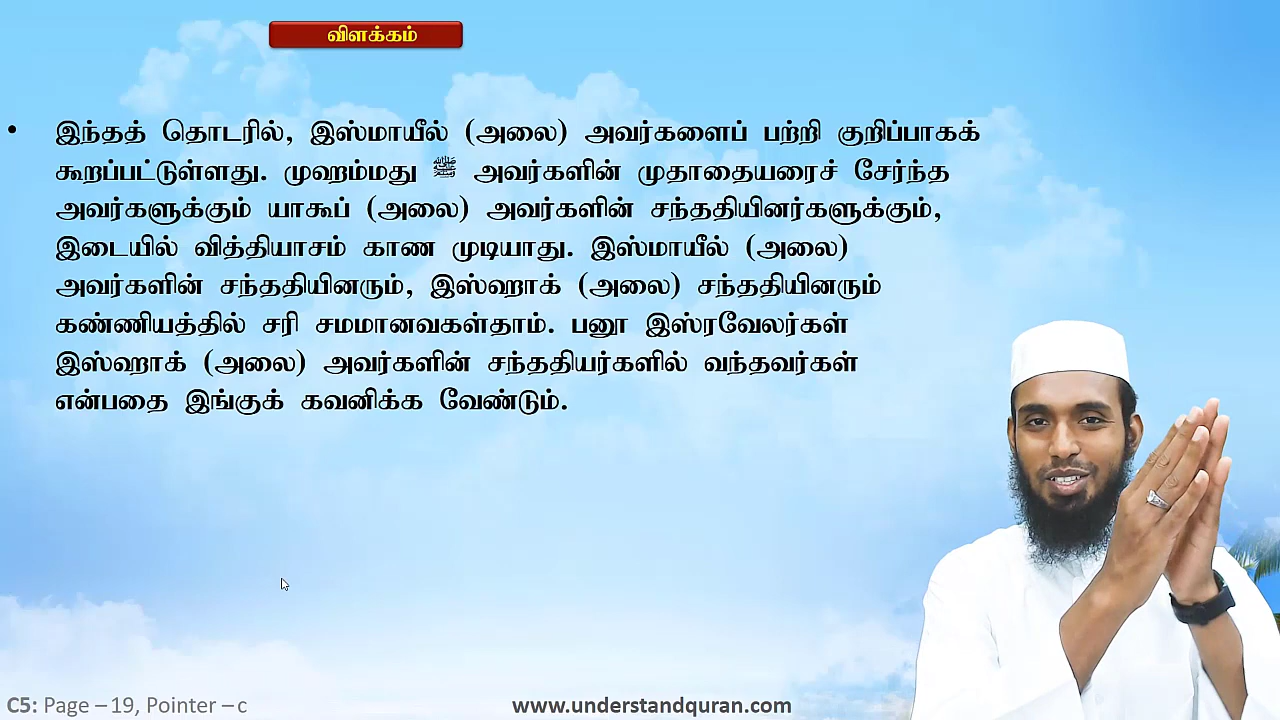 விளக்கம்
• இந்தத் தொடரில், இஸ்மாயீல் (அலை) அவர்களைப் பற்றி குறிப்பாகக்
கூறப்பட்டுள்ளது. முஹம்மது ﷺ அவர்களின் முதாதையரைச் சேர்ந்த
அவர்களுக்கும் யாகூப் (அலை) அவர்களின் சந்ததியினர்களுக்கும்,
இடையில் வித்தியாசம் காண முடியாது. இஸ்மாயீல் (அலை)
அவர்களின் சந்ததியினரும், இஸ்ஹாக் (அலை) சந்ததியினரும்
கண்ணியத்தில் சரி சமமானவகள்தாம். பனூ இஸ்ரவேலர்கள்
இஸ்ஹாக் (அலை) அவர்களின் சந்ததியர்களில் வந்தவர்கள்
என்பதை இங்குக் கவனிக்க வேண்டும்.
C5: Page – 19, Pointer – c
www.understandquran.com